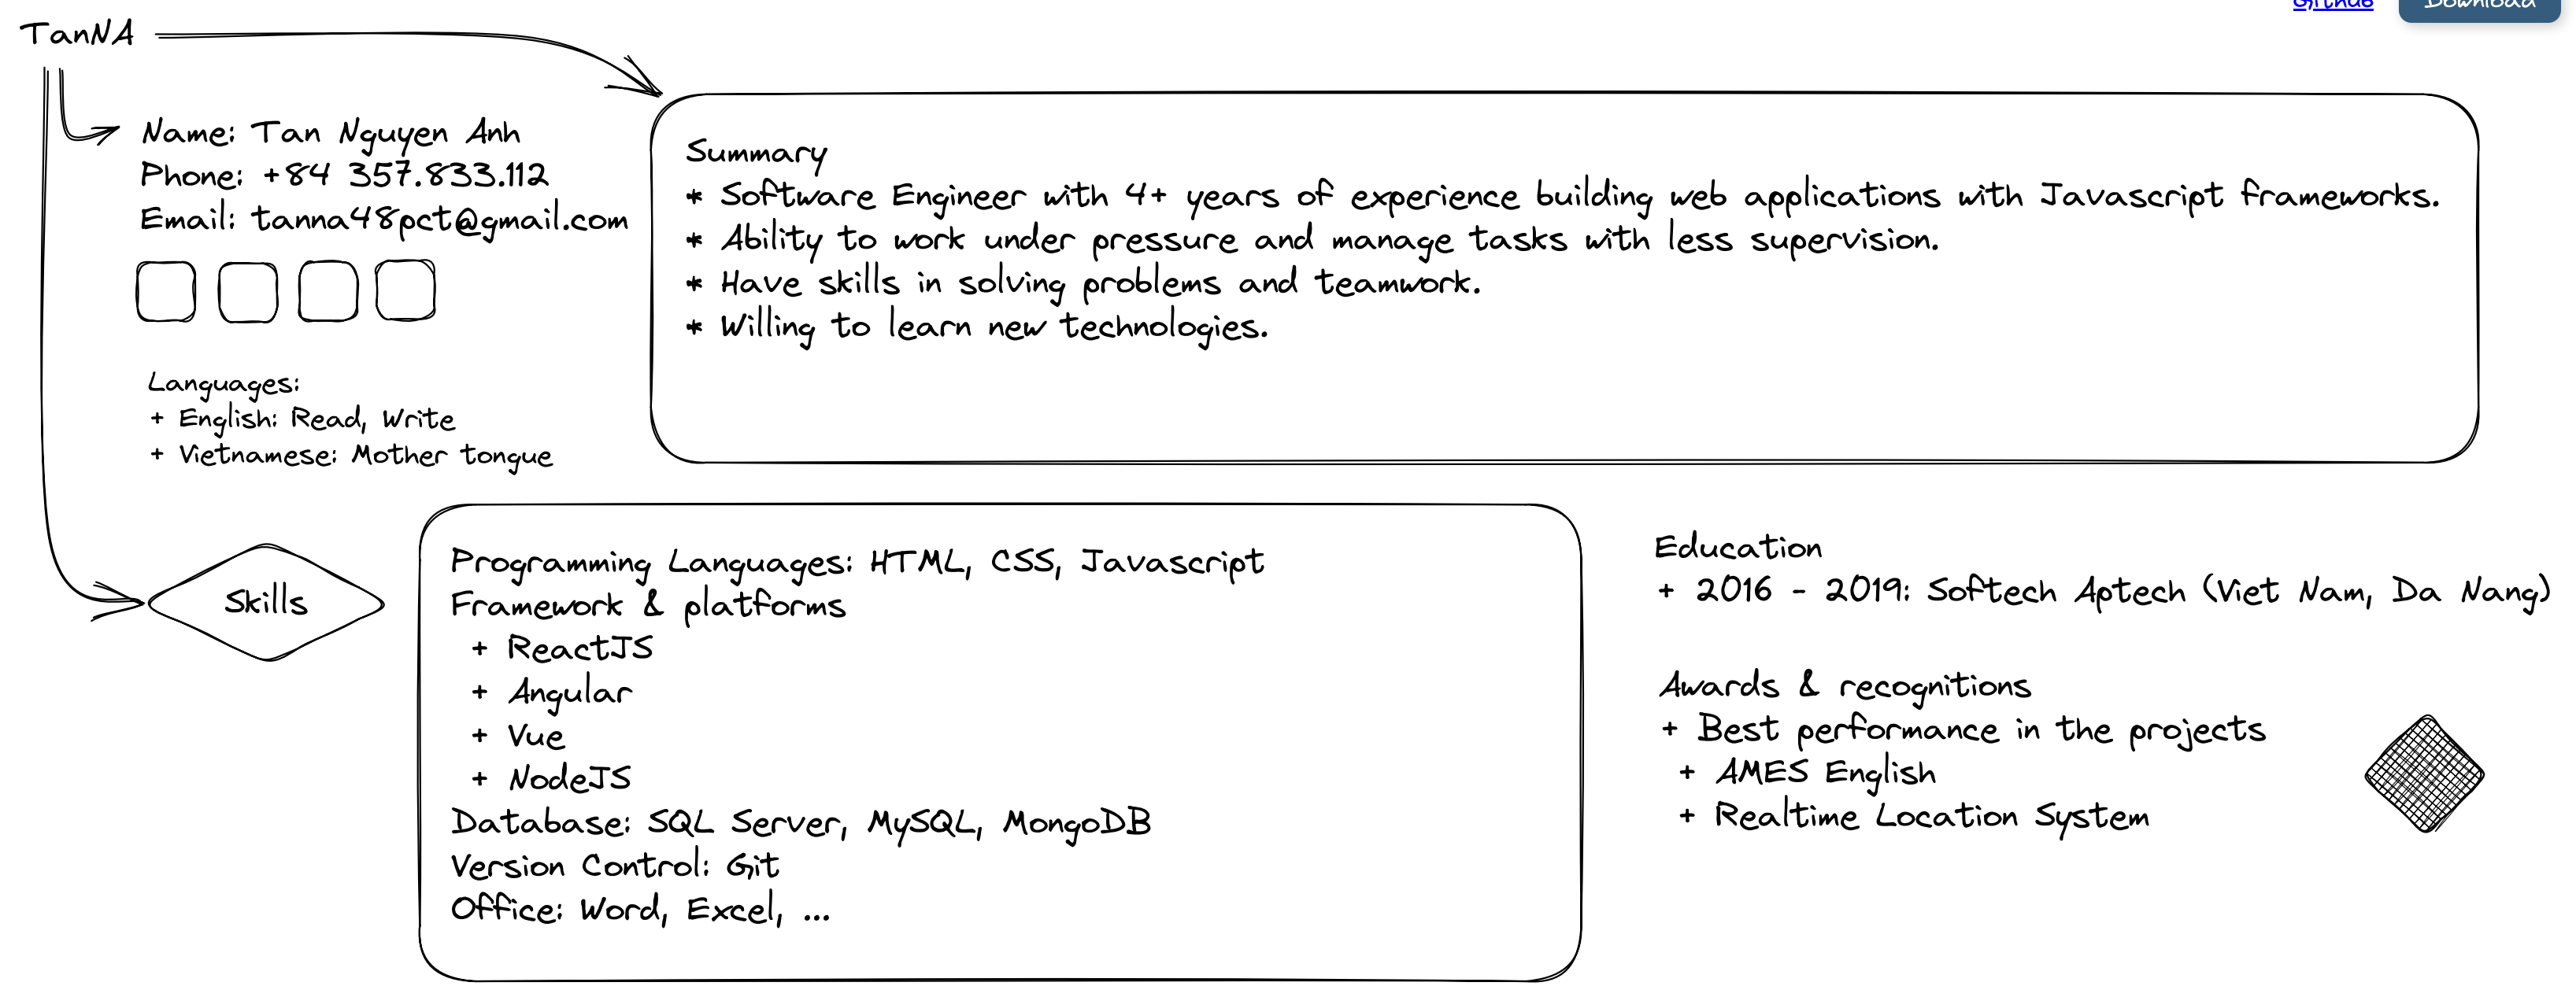 TanNA
Github
Download
Name: Tan Nguyen Anh
Phone: +84 357.833.112
Email: tanna48pct@gmail.com
Languages:
+ English: Read, Write
+ Vietnamese: Mother tongue
Summary
* Software Engineer with 4+ years of experience building web applications with Javascript frameworks.
* Ability to work under pressure and manage tasks with less supervision.
* Have skills in solving problems and teamwork.
* Willing to learn new technologies.
Skills
Programming Languages: HTML, CSS, Javascript
Framework & platforms
+ ReactJS
+ Angular
+ Vue
+ NodeJS
Database: SQL Server, MySQL, MongoDB
Version Control: Git
Office: Word, Excel, ...
Education
+ 2016 - 2019: Softech Aptech (Viet Nam, Da Nang)
Awards & recognitions
+ Best performance in the projects
+ AMES English
+ Realtime Location System